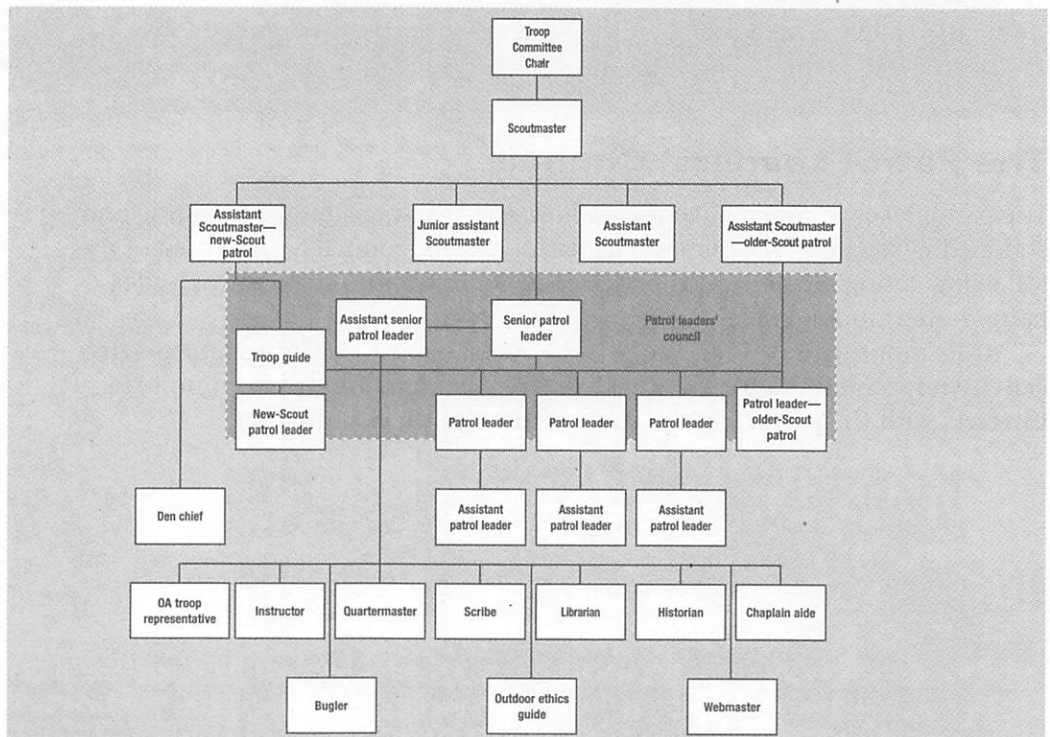 Troop
Committee
Chair
Scoutmaster
Assistant
Scoutmaster—
new-Scout
patrol
Junior assistant
Scoutmaster
Assistant
Scoutmaster
Assistant Scoutmaster
—older-Scout patrol
Assistant senior
patrol leader
Senior patrol
leader
Patrol leaders'
council
Troop guide
New-Scout
patrol leader
Patrol leader
Patrol leader
Patrol leader
Patrol leader—
older-Scout
patrol
Den chief
Assistant
patrol leader
Assistant
patrol leader
Assistant
patrol leader
OA troop
representative
Instructor
Quartermaster
Scribe
Librarian
Historian
Chaplain aide
Bugler
Outdoor ethics
guide
Webmaster